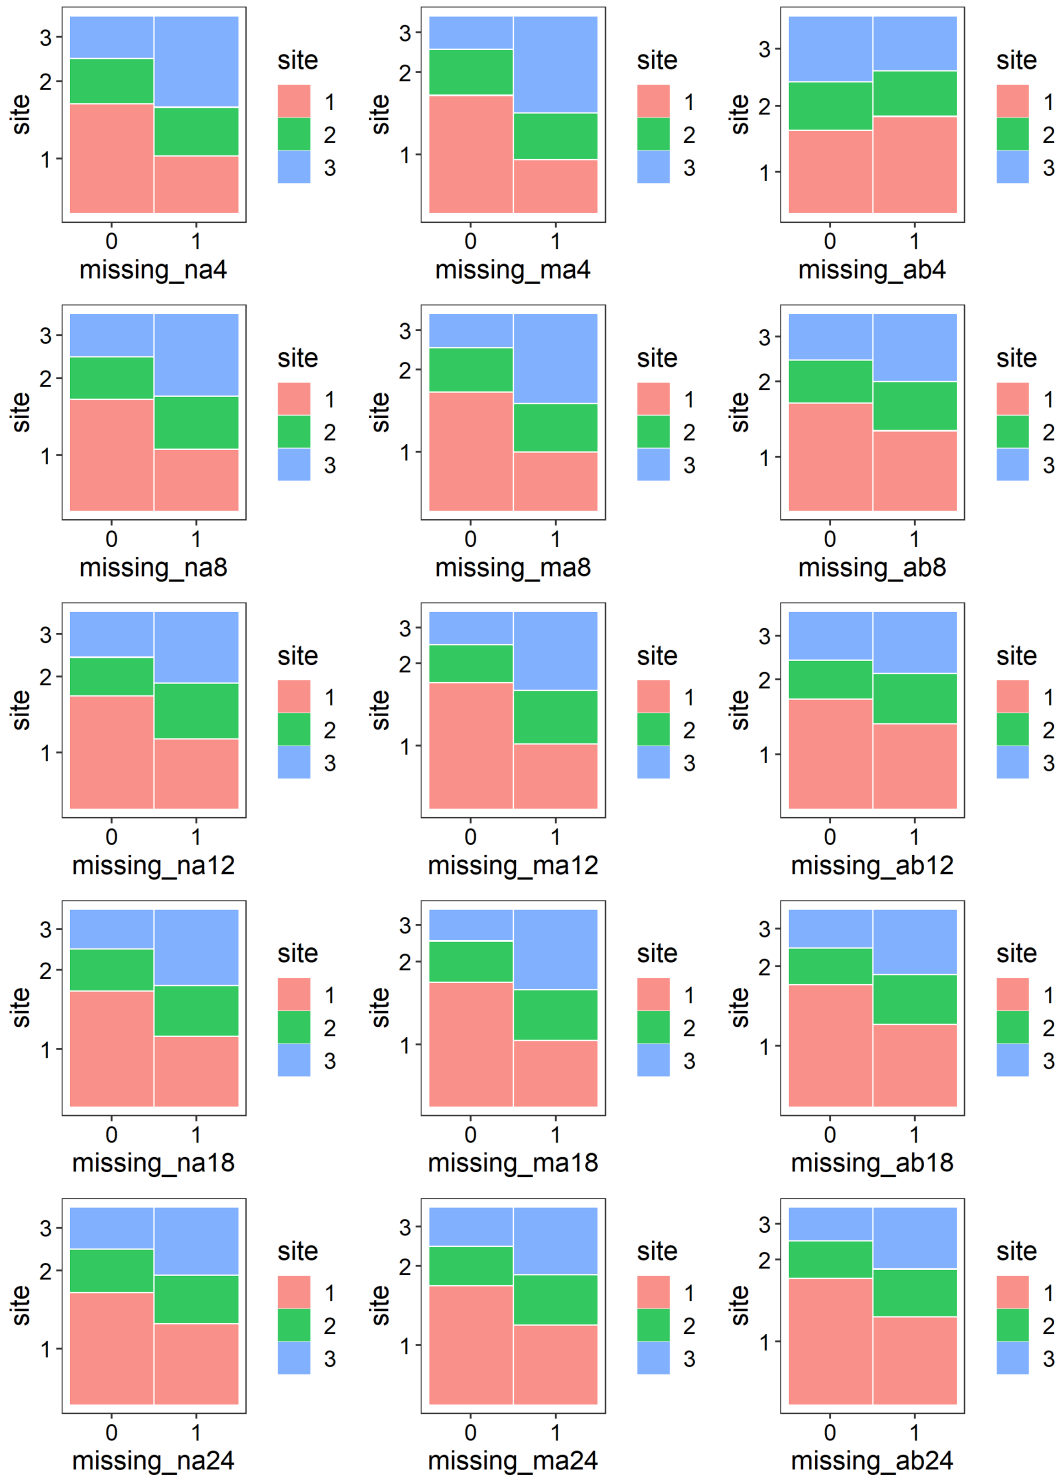 3
2
1
site
0 1
missing_na4
site
1
2
3
3
2
1
site
0 1
missing_ma4
site
1
2
3
3
2
1
site
0 1
missing_ab4
site
1
2
3
3
2
1
site
0 1
missing_na8
site
1
2
3
3
2
1
site
0 1
missing_ma8
site
1
2
3
3
2
1
site
0 1
missing_ab8
site
1
2
3
3
2
1
site
0 1
missing_na12
site
1
2
3
3
2
1
site
0 1
missing_ma12
site
1
2
3
3
2
1
site
0 1
missing_ab12
site
1
2
3
3
2
1
site
0 1
missing_na18
site
1
2
3
3
2
1
site
0 1
missing_ma18
site
1
2
3
3
2
1
site
0 1
missing_ab18
site
1
2
3
3
2
1
site
0 1
missing_na24
site
1
2
3
3
2
1
site
0 1
missing_ma24
site
1
2
3
3
2
1
site
0 1
missing_ab24
site
1
2
3